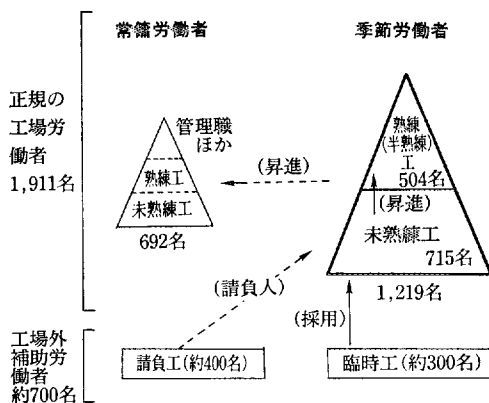 常傭労働者
季節労働者
正規の
工場労
働者
1,911名
管理職
ほか
熟練工
未熟練工
692名
(昇進)
熟練
(半熟練)
工
504名
(昇進)
未熟練工
715名
1,219名
(請負人)
(採用)
工場外
補助労
働者
約700名
請負工(約400名)
臨時工(約300名)